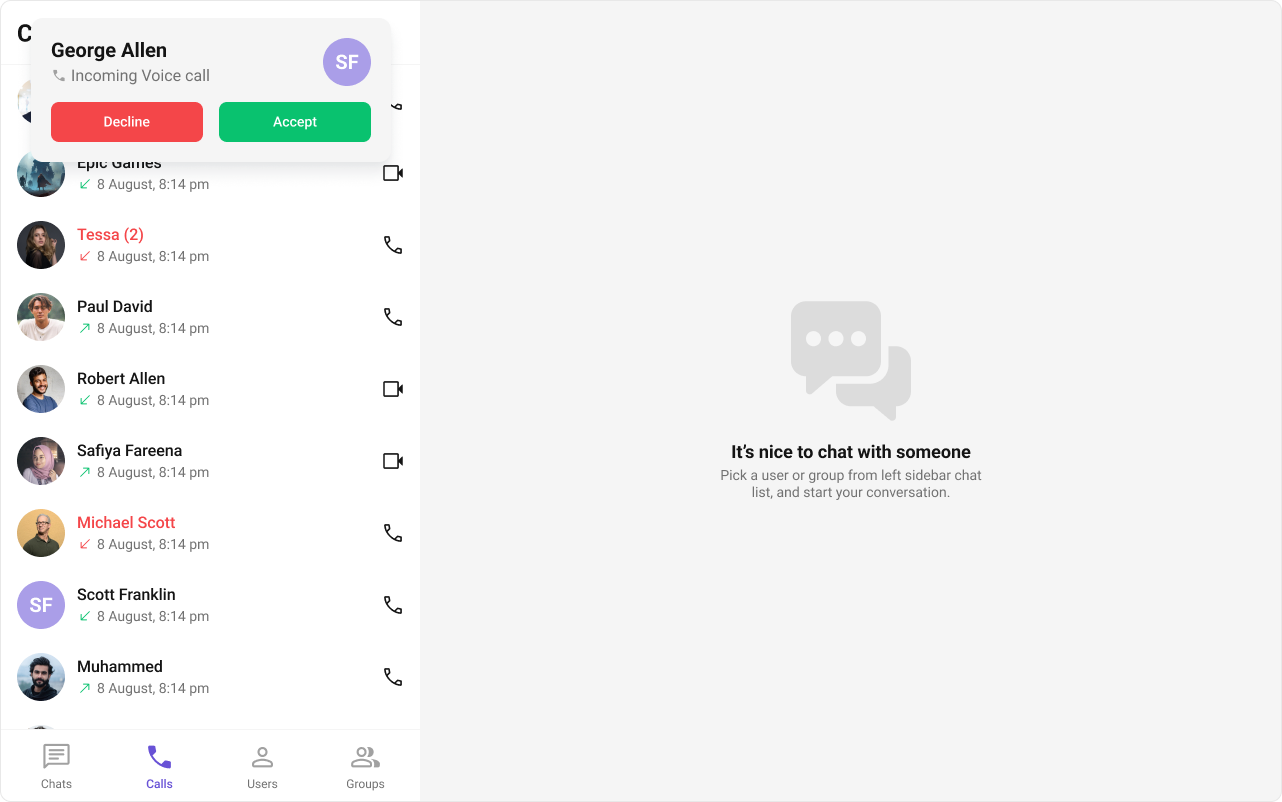 C
George Allen
SF
Incoming Voice call
Decline
Accept
Epic Games
8 August, 8:14 pm
Tessa (2)
8 August, 8:14 pm
Paul David
8 August, 8:14 pm
Robert Allen
8 August, 8:14 pm
Safiya Fareena
8 August, 8:14 pm
Michael Scott
8 August, 8:14 pm
SF
Scott Franklin
8 August, 8:14 pm
Muhammed
8 August, 8:14 pm
Chats
Calls
Users
Groups
It’s nice to chat with someone
Pick a user or group from left sidebar chat
list, and start your conversation.